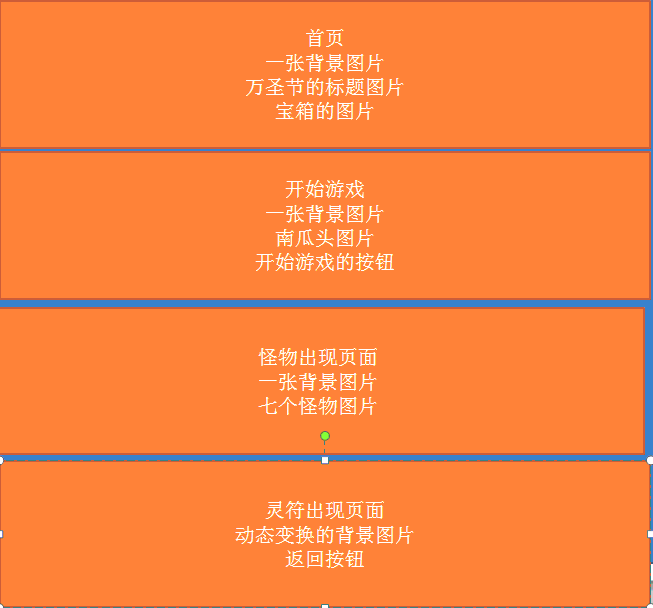 首页
一张背景图片
万圣节的标题图片
宝箱的图片
开始游戏
一张背景图片
南瓜头图片
开始游戏的按钮
怪物出现页面
一张背景图片
七个怪物图片
灵符出现页面
动态变换的背景图片
返回按钮